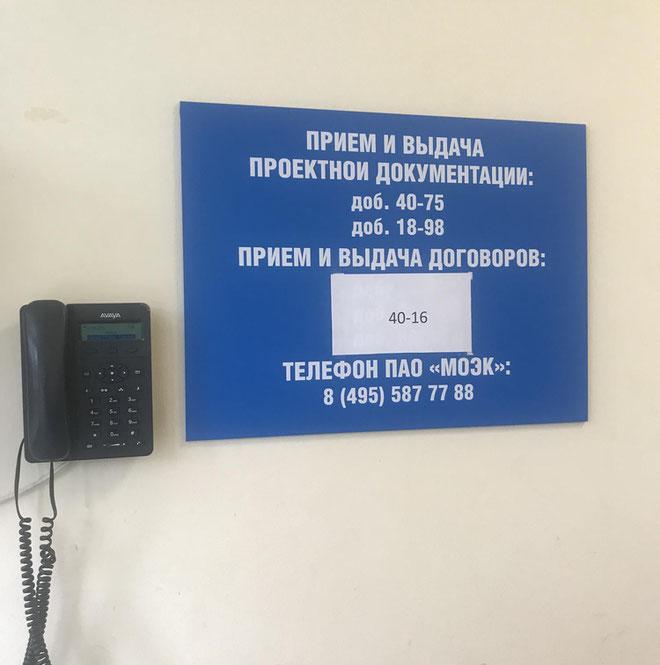 ПРИЕМ И ВЫДАЧА
ПРОЕКТНОИ ДОКУМЕНТАЦИИ:
доб. 40-75
доб. 18-98
ПРИЕМ И ВЫДАЧА ДОГОВОРОВ:
40-16
ТЕЛЕФОН ПАО «МОЭК»:
8 (495) 587 77 88
AVAYA